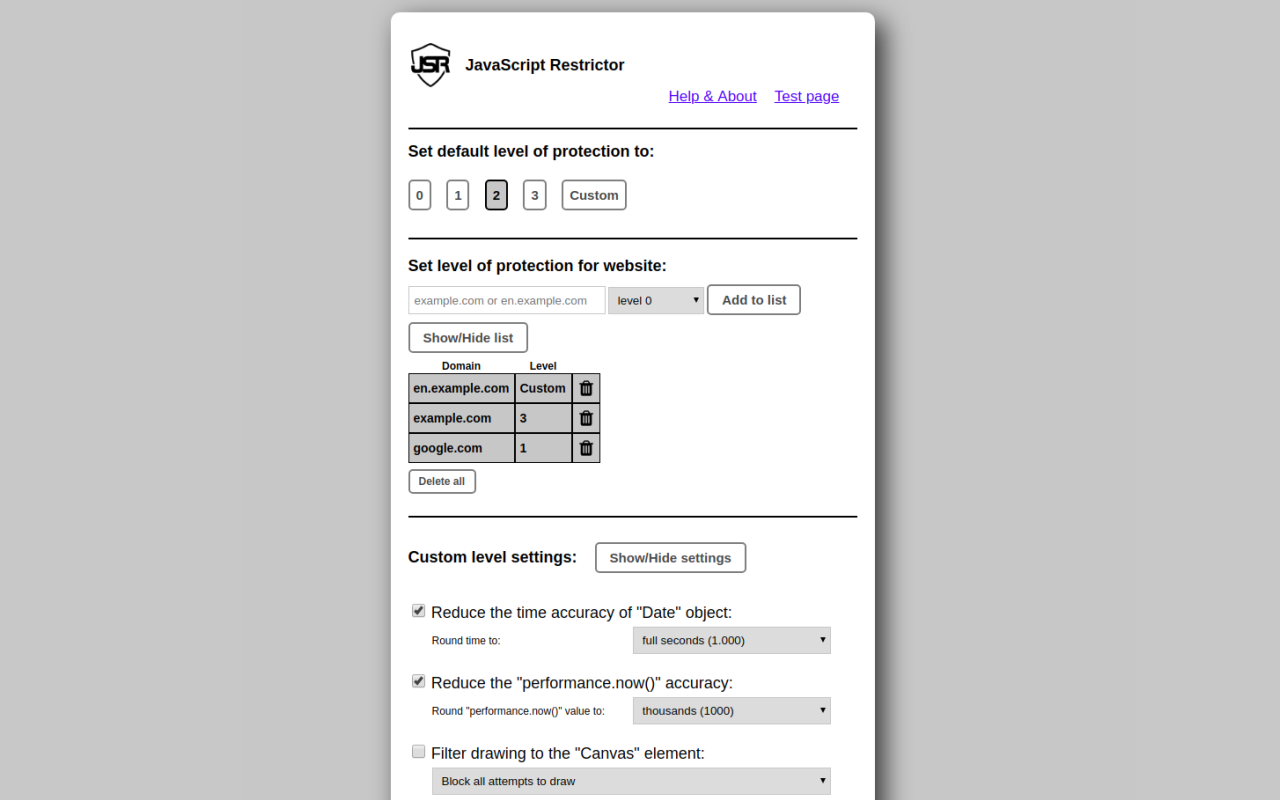 JSR JavaScript Restrictor
Help & About Test page
Set default level of protection to:
0 1 2 3 Custom
Set level of protection for website:
example.com or en.example.com level 0 Add to list
Show/Hide list
Domain Level
en.example.com Custom
example.com 3
google.com 1
Delete all
Custom level settings: Show/Hide settings
Reduce the time accuracy of "Date" object:
Round time to: full seconds (1.000)
Reduce the "performance.now()" accuracy:
Round "performance.now()" value to: thousands (1000)
Filter drawing to the "Canvas" element:
Block all attempts to draw